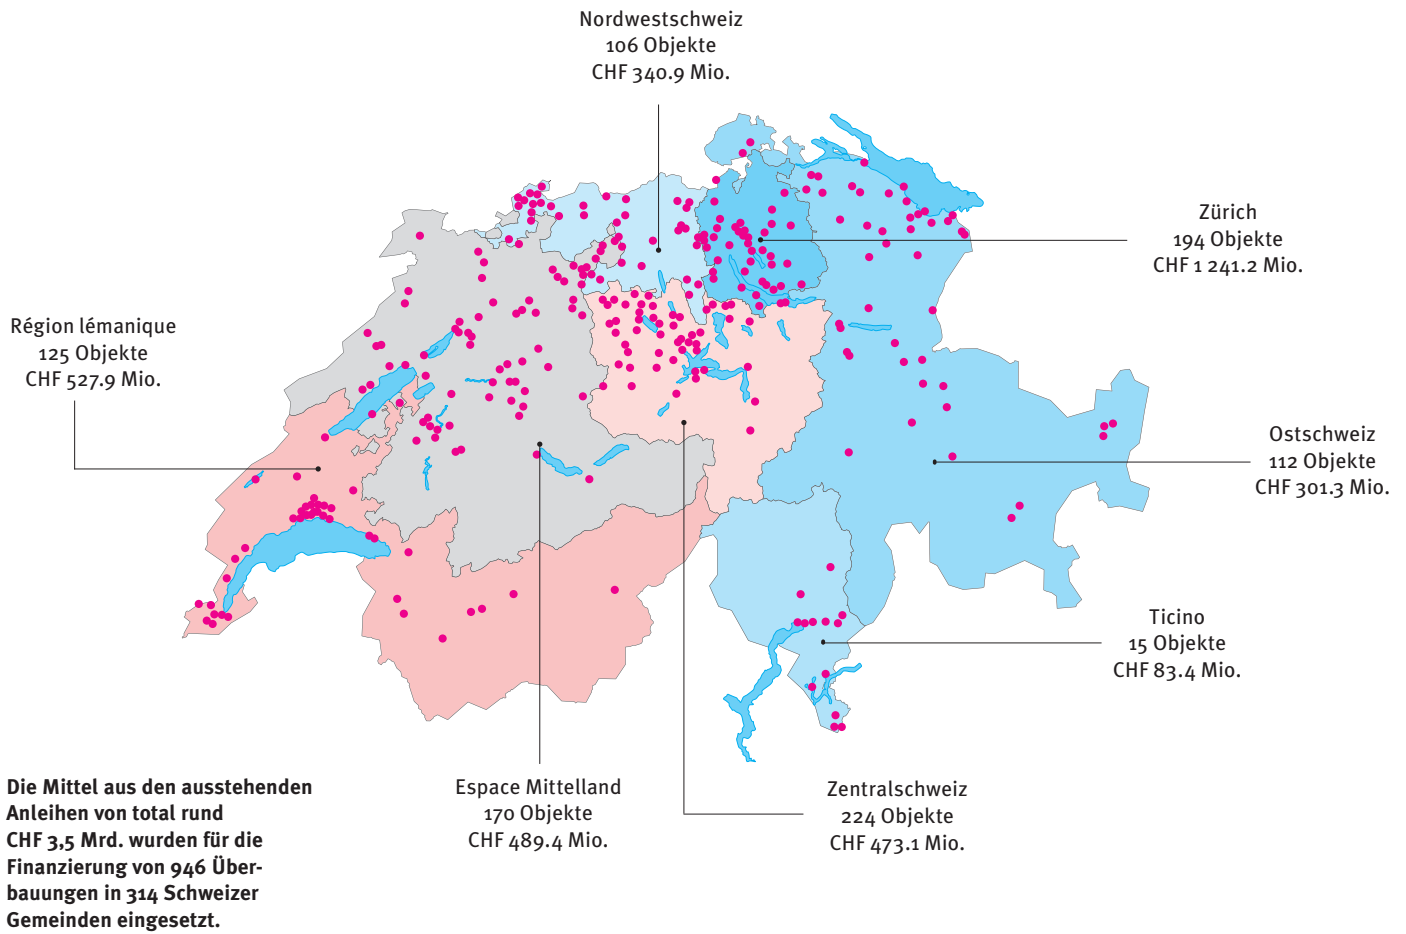 Nordwestschweiz
106 Objekte
CHF 340.9 Mio.
Zürich
194 Objekte
CHF 1 241.2 Mio.
Région lémanique
125 Objekte
CHF 527.9 Mio.
Ostschweiz
112 Objekte
CHF 301.3 Mio.
Ticino
15 Objekte
CHF 83.4 Mio.
Espace Mittelland
170 Objekte
CHF 489.4 Mio.
Zentralschweiz
224 Objekte
CHF 473.1 Mio.
Die Mittel aus den ausstehenden
Anleihen von total rund
CHF 3,5 Mrd. wurden für die
Finanzierung von 946 Über-
bauungen in 314 Schweizer
Gemeinden eingesetzt.